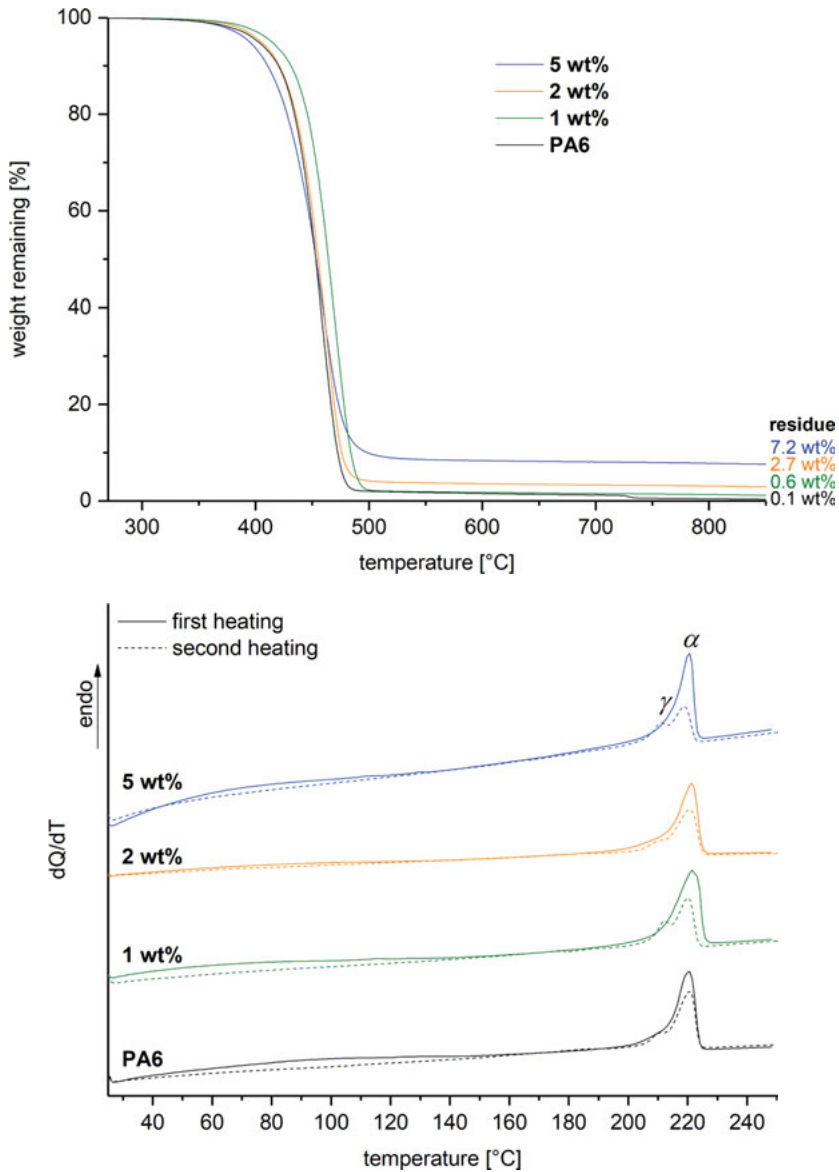 100
80
60
40
20
0
weight remaining [%]
5 wt%
2 wt%
1 wt%
PA6
residue
7.2 wt%
2.7 wt%
0.6 wt%
0.1 wt%
300 400 500 600 700 800
temperature [°C]
first heating
second heating
endo
dQ/dT
α
γ
5 wt%
2 wt%
1 wt%
PA6
40 60 80 100 120 140 160 180 200 220 240
temperature [°C]